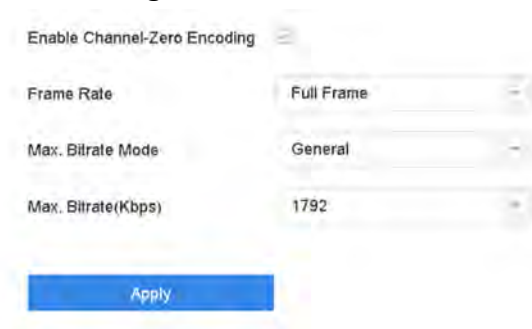 Enable Channel-Zero Encoding
Frame Rate Full Frame
Max. Bitrate Mode General
Max. Bitrate(Kbps) 1792
Apply